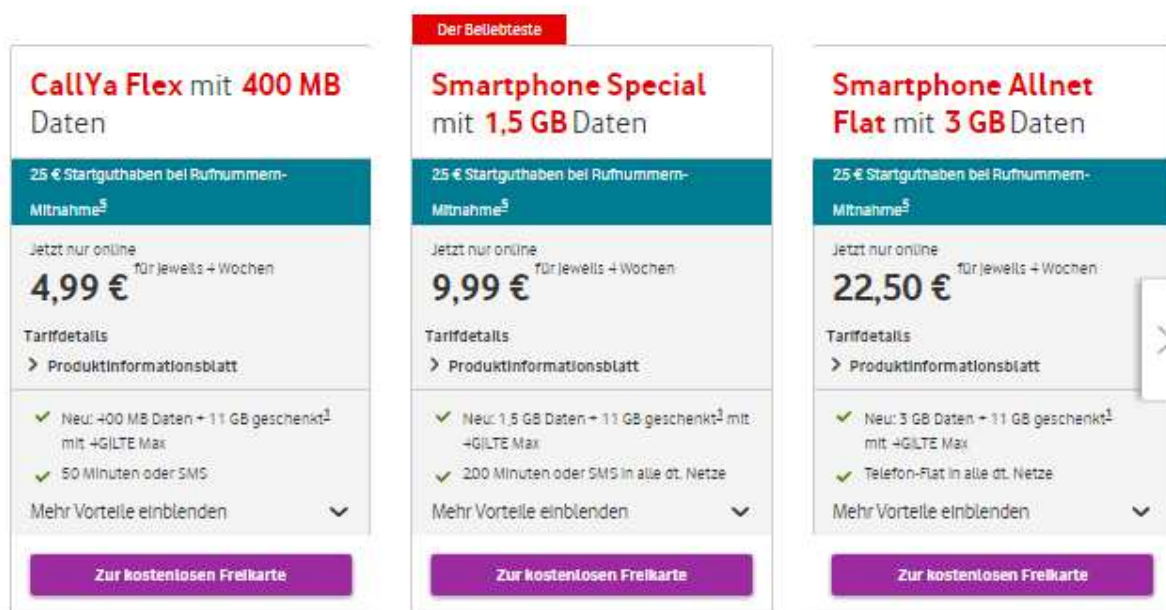 CallYa Flex mit 400 MB
Daten
25 € Startguthaben bei Rufnummern-
Mitnahme⁵
Jetzt nur online
4,99 € für jeweils 4 Wochen
Tarifdetails
Produktinformationsblatt
Neu: 400 MB Daten + 11 GB geschenkt¹
mit 4G|LTE Max
50 Minuten oder SMS
Mehr Vorteile einblenden
Zur kostenlosen Freikarte
Der Beliebteste
Smartphone Special
mit 1,5 GB Daten
25 € Startguthaben bei Rufnummern-
Mitnahme⁵
Jetzt nur online
9,99 € für jeweils 4 Wochen
Tarifdetails
Produktinformationsblatt
Neu: 1,5 GB Daten + 11 GB geschenkt¹ mit
4G|LTE Max
200 Minuten oder SMS in alle dt. Netze
Mehr Vorteile einblenden
Zur kostenlosen Freikarte
Smartphone Allnet
Flat mit 3 GB Daten
25 € Startguthaben bei Rufnummern-
Mitnahme⁵
Jetzt nur online
22,50 € für jeweils 4 Wochen
Tarifdetails
Produktinformationsblatt
Neu: 3 GB Daten + 11 GB geschenkt¹
mit 4G|LTE Max
Telefon-Flat in alle dt. Netze
Mehr Vorteile einblenden
Zur kostenlosen Freikarte